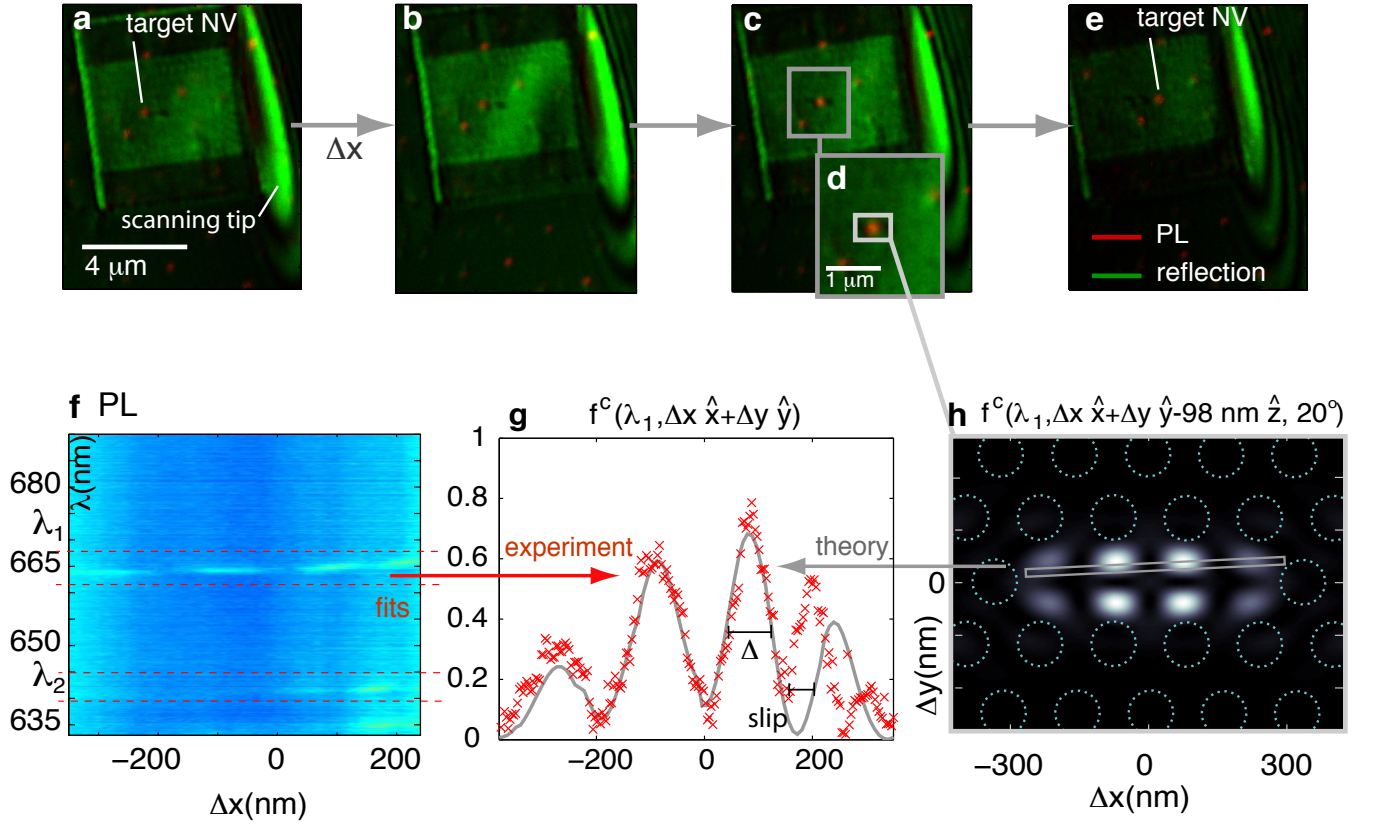 a
target NV
scanning tip
4 μm
Δx
b
c
d
1 μm
e
target NV
PL
reflection
f PL
λ(nm)
680
λ1
665
650
λ2
635
fits
−200 0 200
Δx(nm)
g
f^c(λ1,Δx x̂+Δy ŷ)
1
0.8
0.6
0.4
0.2
0
experiment
theory
Δ
slip
−200 0 200
Δx(nm)
h f^c(λ1,Δx x̂+Δy ŷ-98 nm ẑ, 20°)
0
Δy(nm)
−300 0 300
Δx(nm)